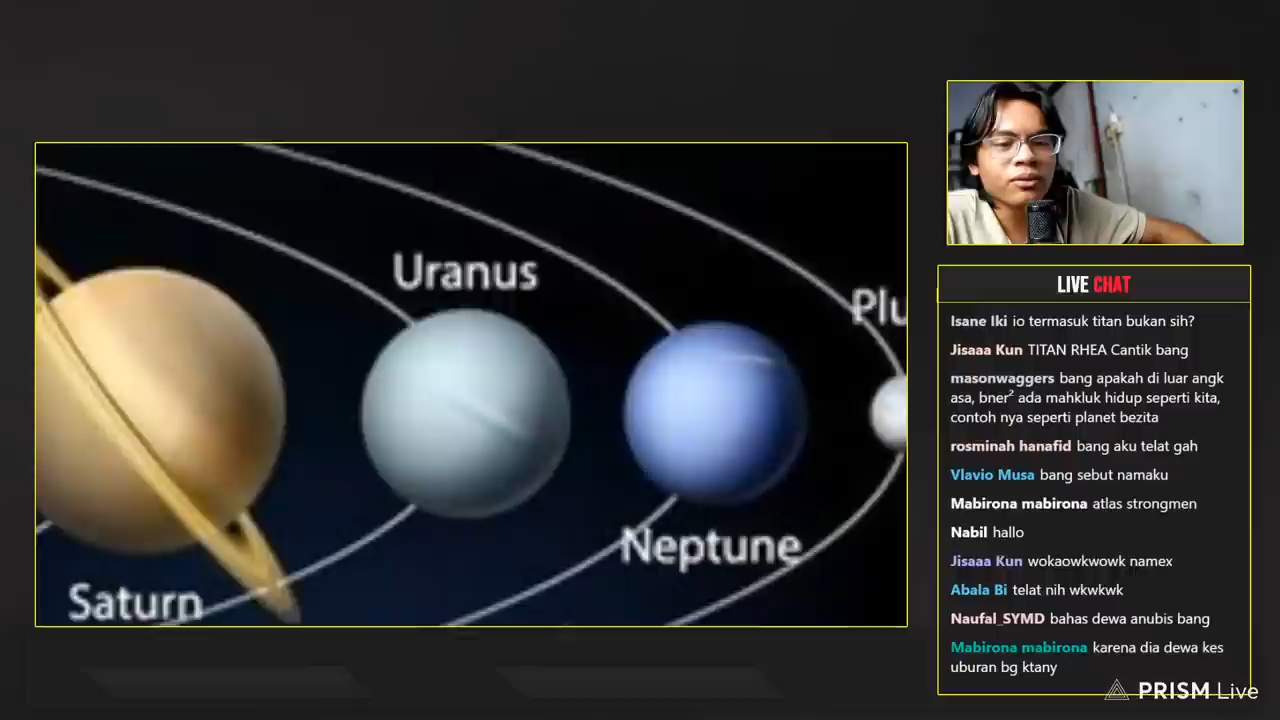 Uranus
Plu
Neptune
Saturn
LIVE CHAT
Isane Iki io termasuk titan bukan sih?
Jisaaa Kun TITAN RHEA Cantik bang
masonwaggers bang apakah di luar angk
asa, bner² ada mahkluk hidup seperti kita,
contoh nya seperti planet bezita
rosminah hanafid bang aku telat gah
Vlavio Musa bang sebut namaku
Mabirona mabirona atlas strongmen
Nabil hallo
Jisaaa Kun wokaowkwowk namex
Abala Bi telat nih wkwkwk
Naufal_SYMD bahas dewa anubis bang
Mabirona mabirona karena dia dewa kes
uburan bg ktany
PRISM Live